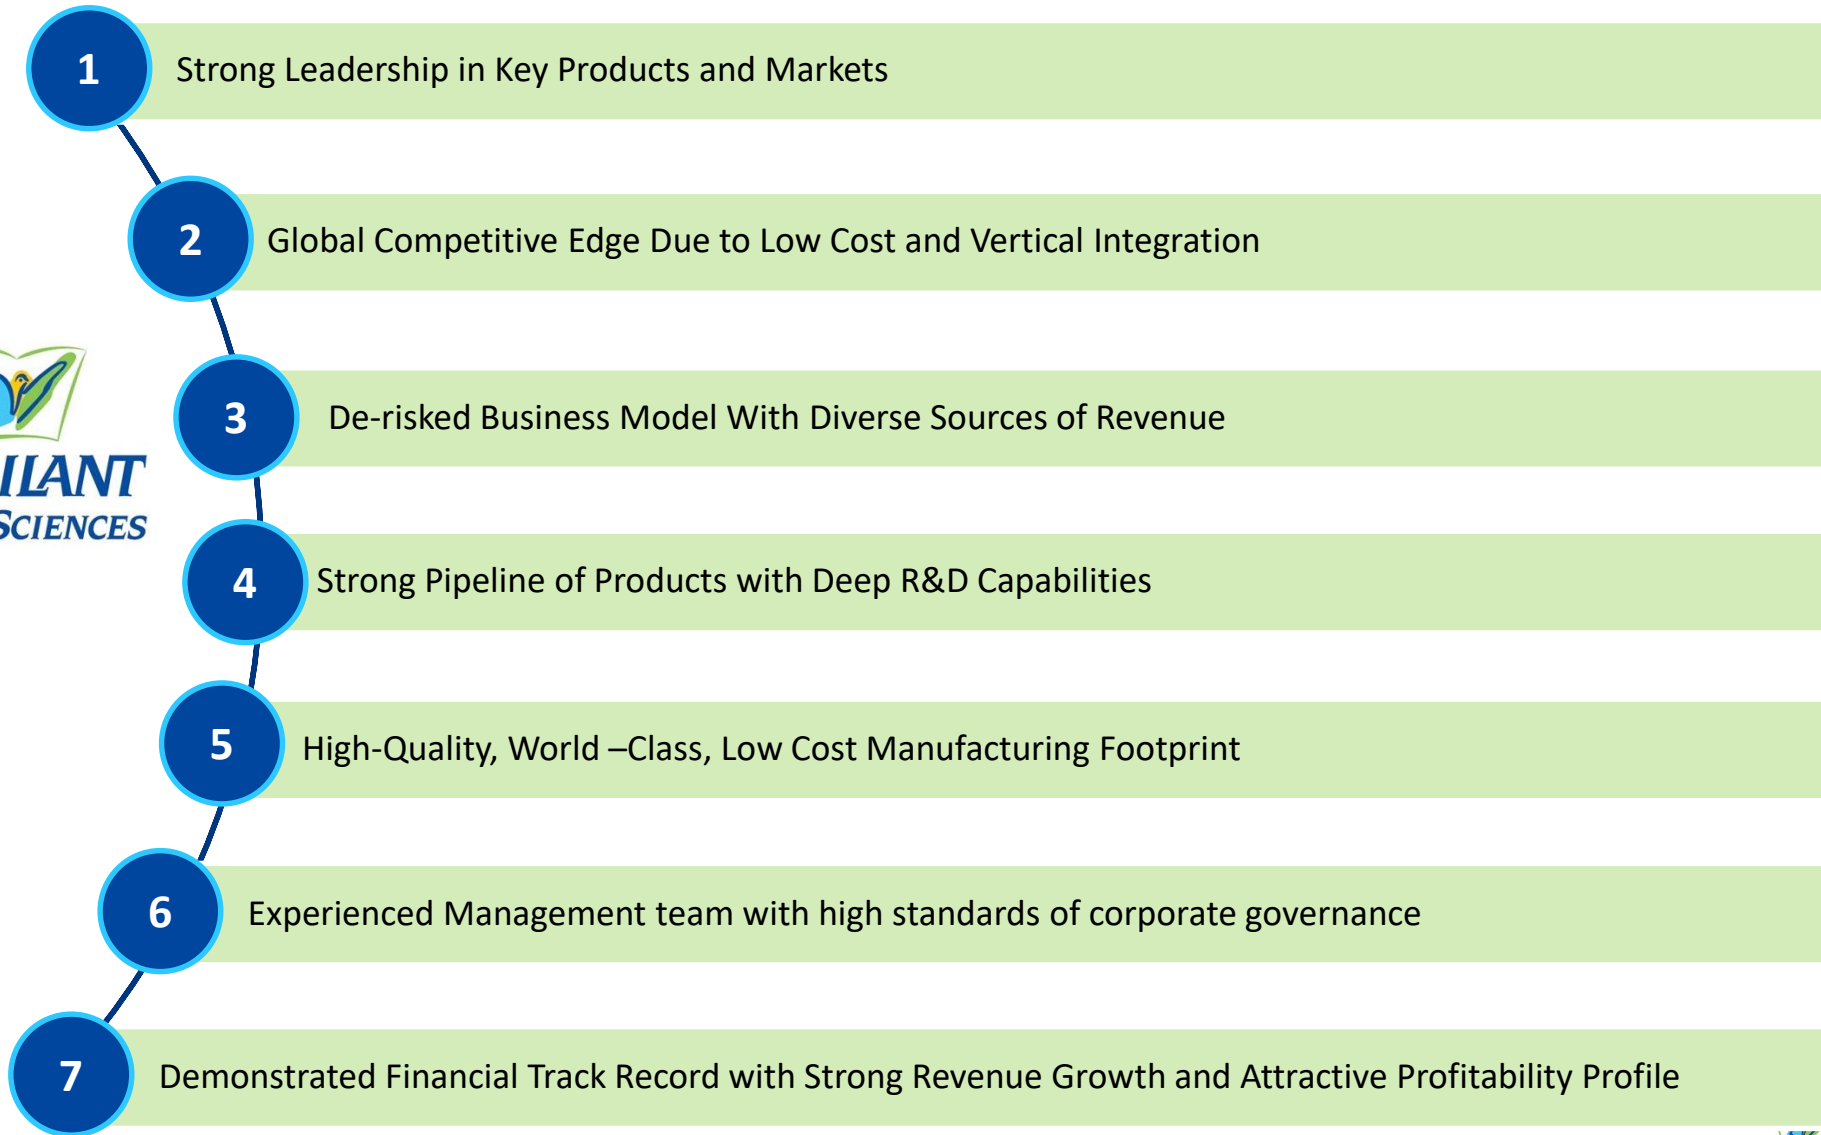 1 Strong Leadership in Key Products and Markets
2 Global Competitive Edge Due to Low Cost and Vertical Integration
3 De-risked Business Model With Diverse Sources of Revenue
ILANT
SCIENCES
4 Strong Pipeline of Products with Deep R&D Capabilities
5 High-Quality, World –Class, Low Cost Manufacturing Footprint
6 Experienced Management team with high standards of corporate governance
7 Demonstrated Financial Track Record with Strong Revenue Growth and Attractive Profitability Profile